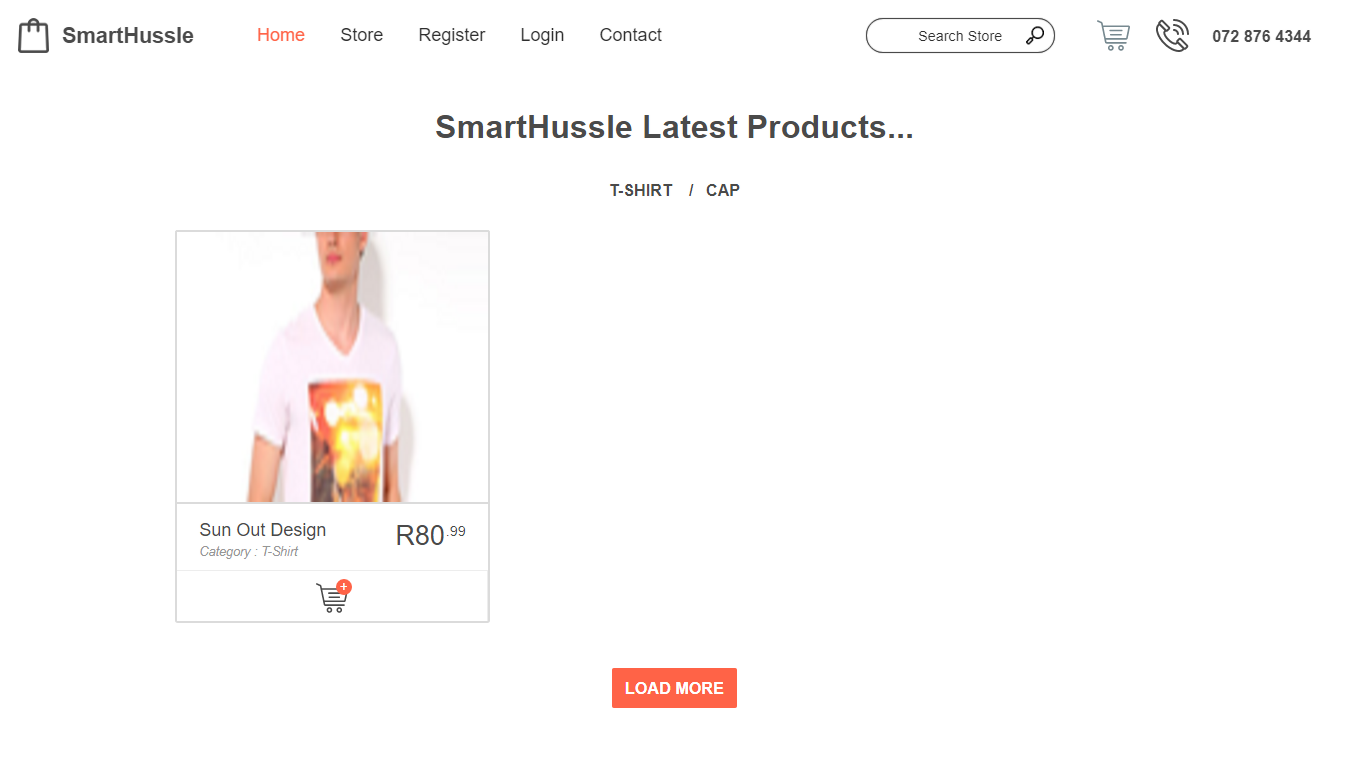 SmartHussle Home Store Register Login Contact Search Store 072 876 4344
SmartHussle Latest Products...
T-SHIRT / CAP
Sun Out Design R80.99
Category : T-Shirt
+
LOAD MORE